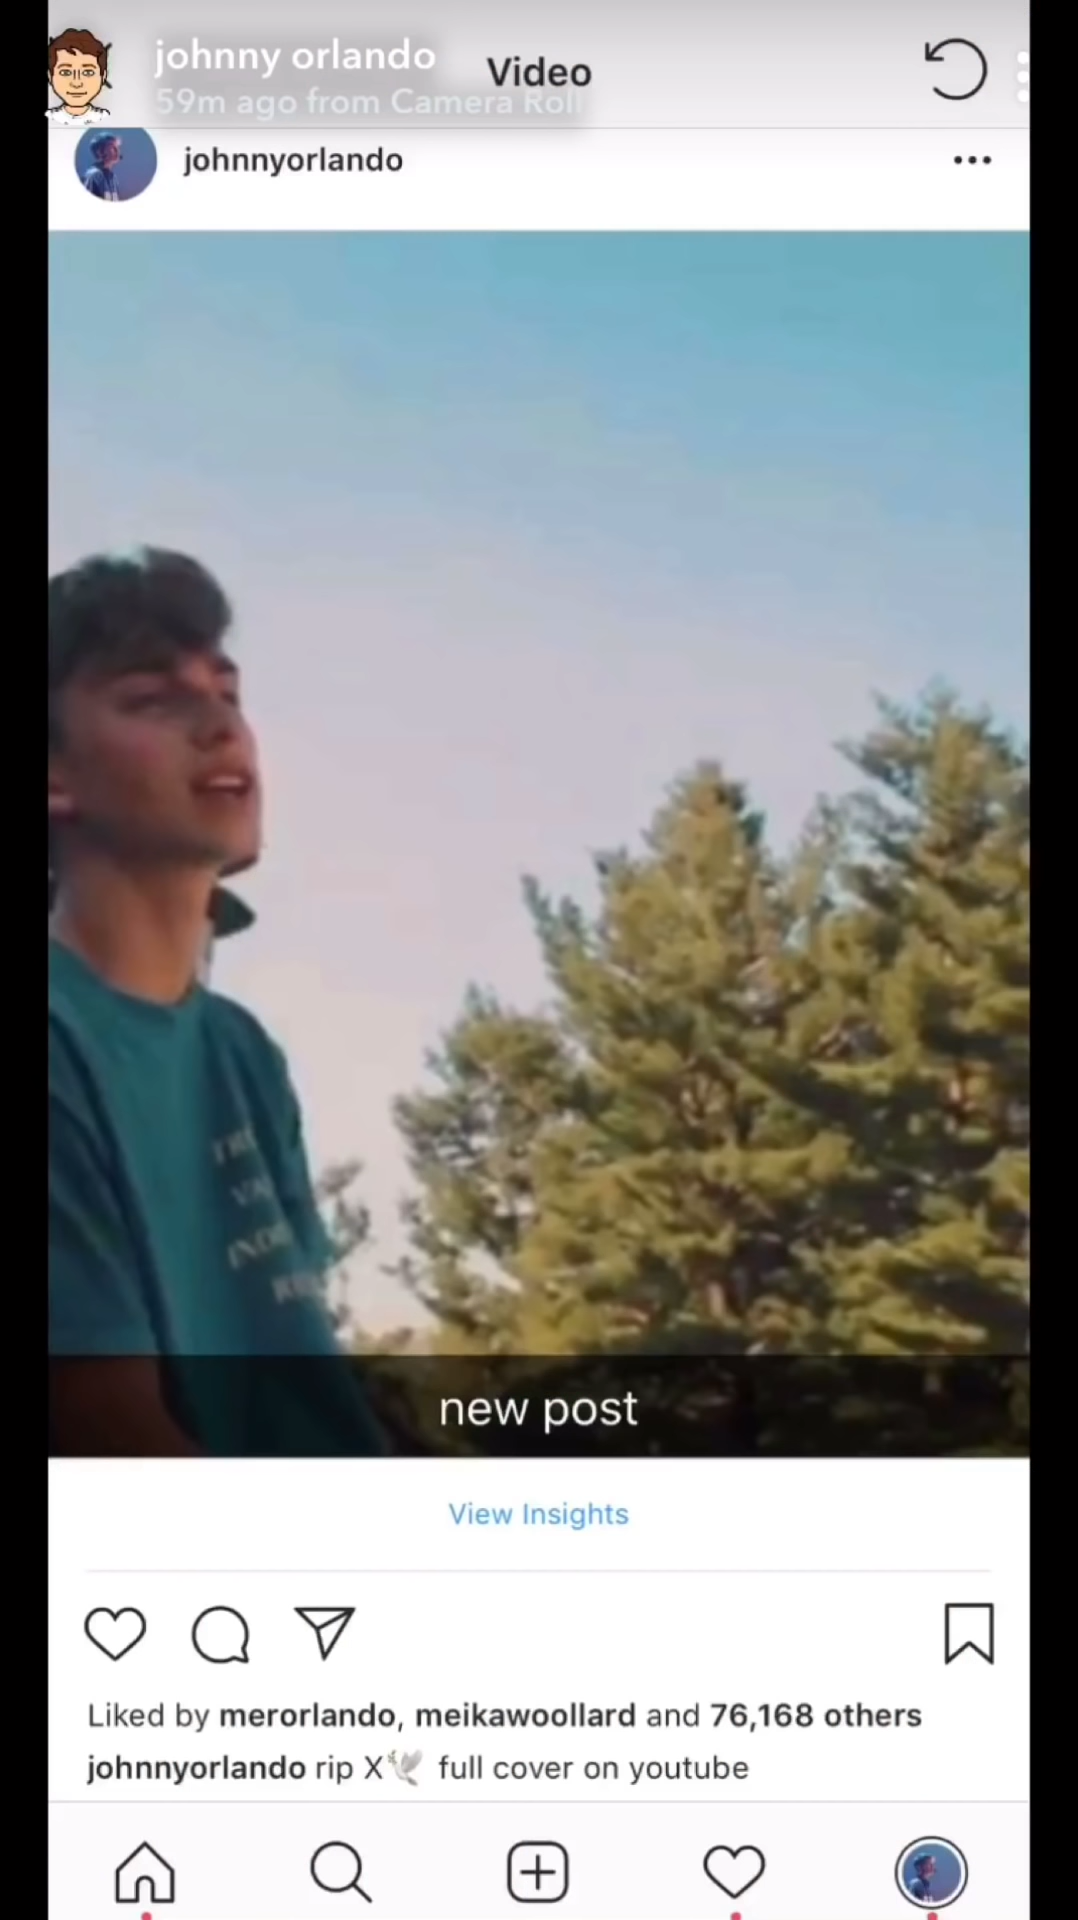 johnny orlando
Video
59m ago from Camera Roll
johnnyorlando
new post
View Insights
Liked by merorlando, meikawoollard and 76,168 others
johnnyorlando rip X🕊 full cover on youtube